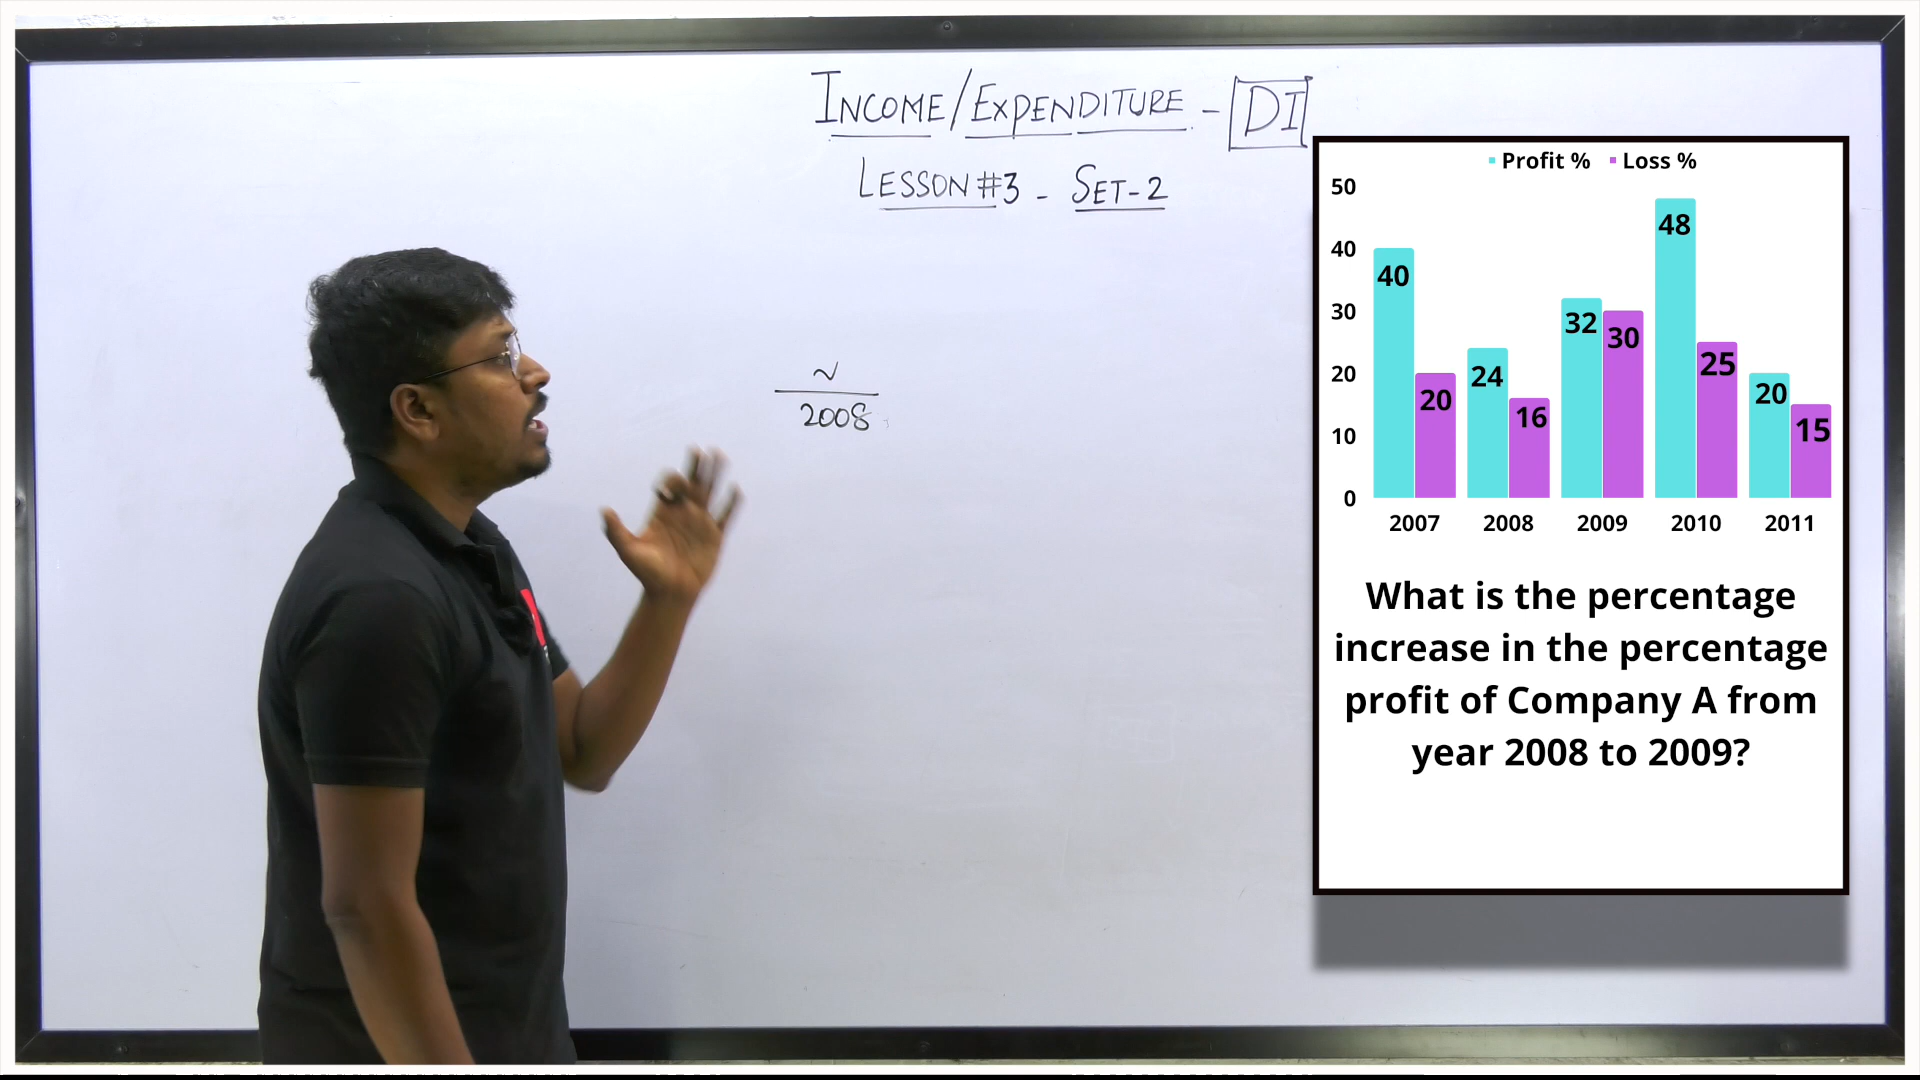 INCOME/EXPENDITURE - DI
LESSON #3 - SET-2
~
2008
Profit % Loss %
50
40
30
20
10
0
40
20
24
16
32
30
48
25
20
15
2007 2008 2009 2010 2011
What is the percentage
increase in the percentage
profit of Company A from
year 2008 to 2009?